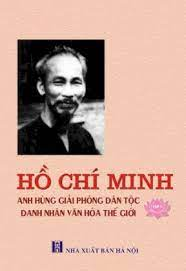 HỒ CHÍ MINH
ANH HÙNG GIẢI PHÓNG DÂN TỘC
DANH NHÂN VĂN HÓA THẾ GIỚI
NHÀ XUẤT BẢN HÀ NỘI